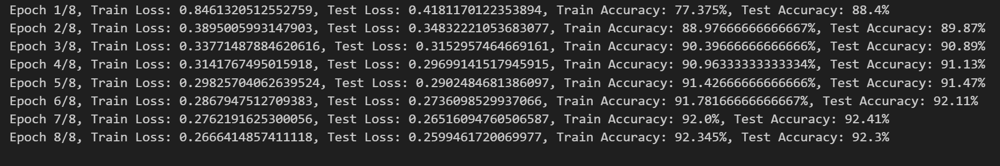 Epoch 1/8, Train Loss: 0.8461320512552759, Test Loss: 0.4181170122353894, Train Accuracy: 77.375%, Test Accuracy: 88.4%
Epoch 2/8, Train Loss: 0.3895005993147903, Test Loss: 0.34832221053683077, Train Accuracy: 88.97666666666667%, Test Accuracy: 89.87%
Epoch 3/8, Train Loss: 0.33771487884620616, Test Loss: 0.3152957464669161, Train Accuracy: 90.39666666666666%, Test Accuracy: 90.89%
Epoch 4/8, Train Loss: 0.3141767495015918, Test Loss: 0.29699141517945915, Train Accuracy: 90.96333333333334%, Test Accuracy: 91.13%
Epoch 5/8, Train Loss: 0.29825704062639524, Test Loss: 0.2902484681386097, Train Accuracy: 91.42666666666666%, Test Accuracy: 91.47%
Epoch 6/8, Train Loss: 0.2867947512709383, Test Loss: 0.2736098529937066, Train Accuracy: 91.78166666666667%, Test Accuracy: 92.11%
Epoch 7/8, Train Loss: 0.2762191625300056, Test Loss: 0.26516094760506587, Train Accuracy: 92.0%, Test Accuracy: 92.41%
Epoch 8/8, Train Loss: 0.2666414857411118, Test Loss: 0.2599461720069977, Train Accuracy: 92.345%, Test Accuracy: 92.3%